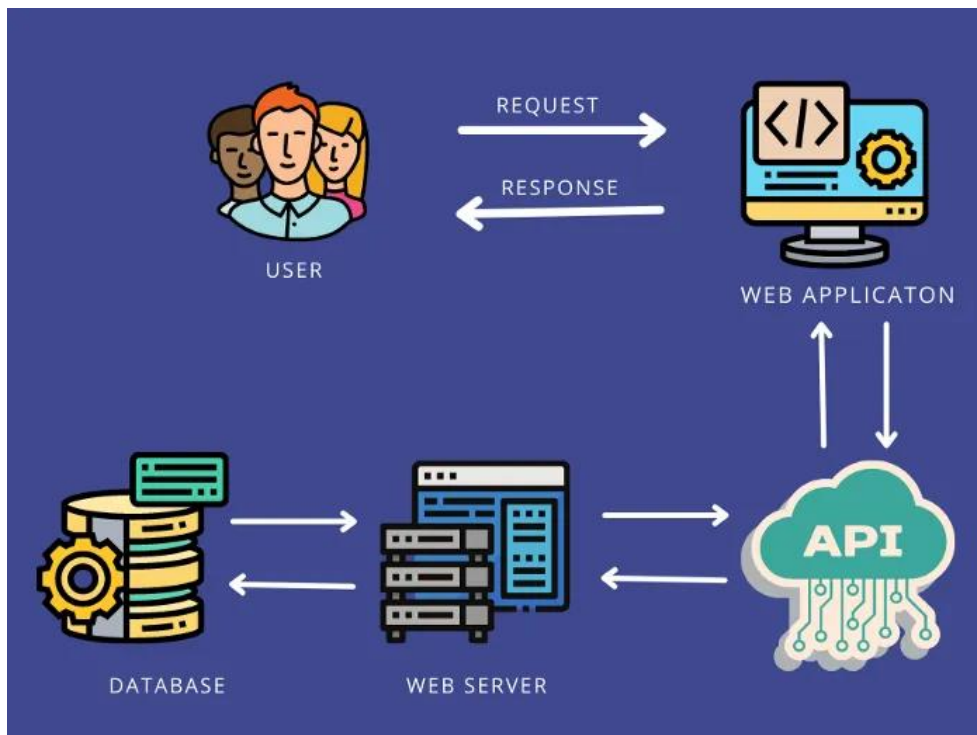 REQUEST
RESPONSE
USER
WEB APPLICATON
API
DATABASE
WEB SERVER